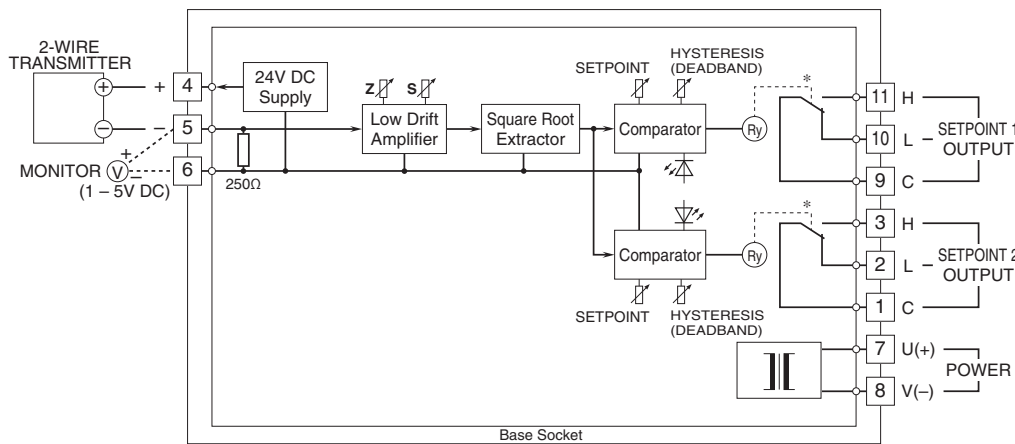 2-WIRE
TRANSMITTER
+
−
+
−
4
5
6
+
MONITOR V −
(1 – 5V DC)
24V DC
Supply
250Ω
Z
S
Low Drift
Amplifier
Square Root
Extractor
SETPOINT
HYSTERESIS
(DEADBAND)
Comparator
Ry
*
Comparator
Ry
*
SETPOINT
HYSTERESIS
(DEADBAND)
11 H
10 L
9 C
SETPOINT 1
OUTPUT
3 H
2 L
1 C
SETPOINT 2
OUTPUT
7 U(+)
8 V(–)
POWER
Base Socket